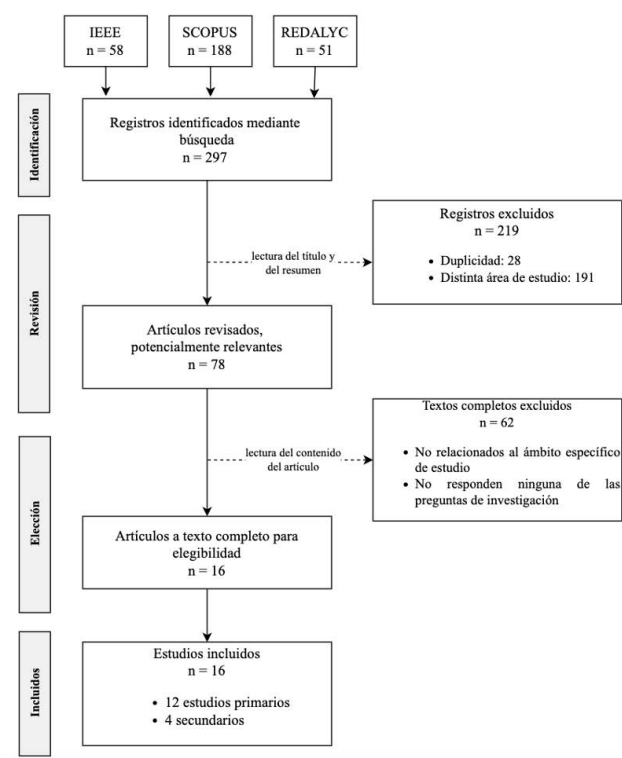 IEEE
n = 58
SCOPUS
n = 188
REDALYC
n = 51
Identificación
Registros identificados mediante
búsqueda
n = 297
Registros excluidos
n = 219
• Duplicidad: 28
• Distinta área de estudio: 191
lectura del título y
del resumen
Revisión
Artículos revisados,
potencialmente relevantes
n = 78
Textos completos excluidos
n = 62
• No relacionados al ámbito específico
de estudio
• No responden ninguna de las
preguntas de investigación
lectura del contenido
del artículo
Elección
Artículos a texto completo para
elegibilidad
n = 16
Incluidos
Estudios incluidos
n = 16
• 12 estudios primarios
• 4 secundarios